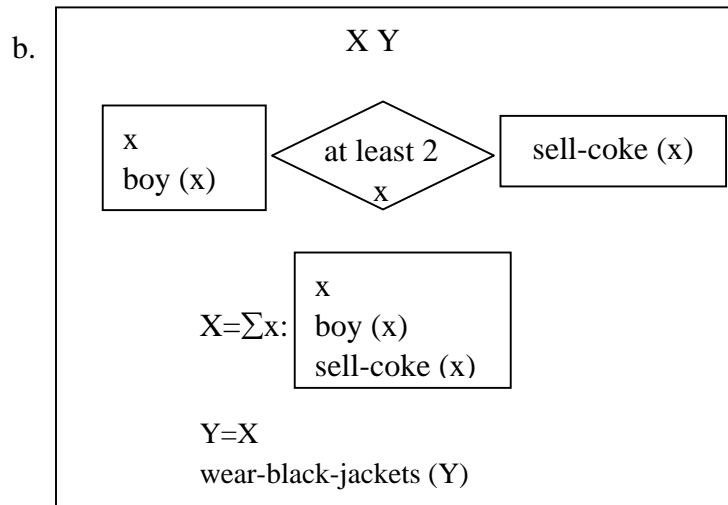 b.
X Y
x
boy (x)
at least 2
x
sell-coke (x)
X=∑x:
x
boy (x)
sell-coke (x)
Y=X
wear-black-jackets (Y)